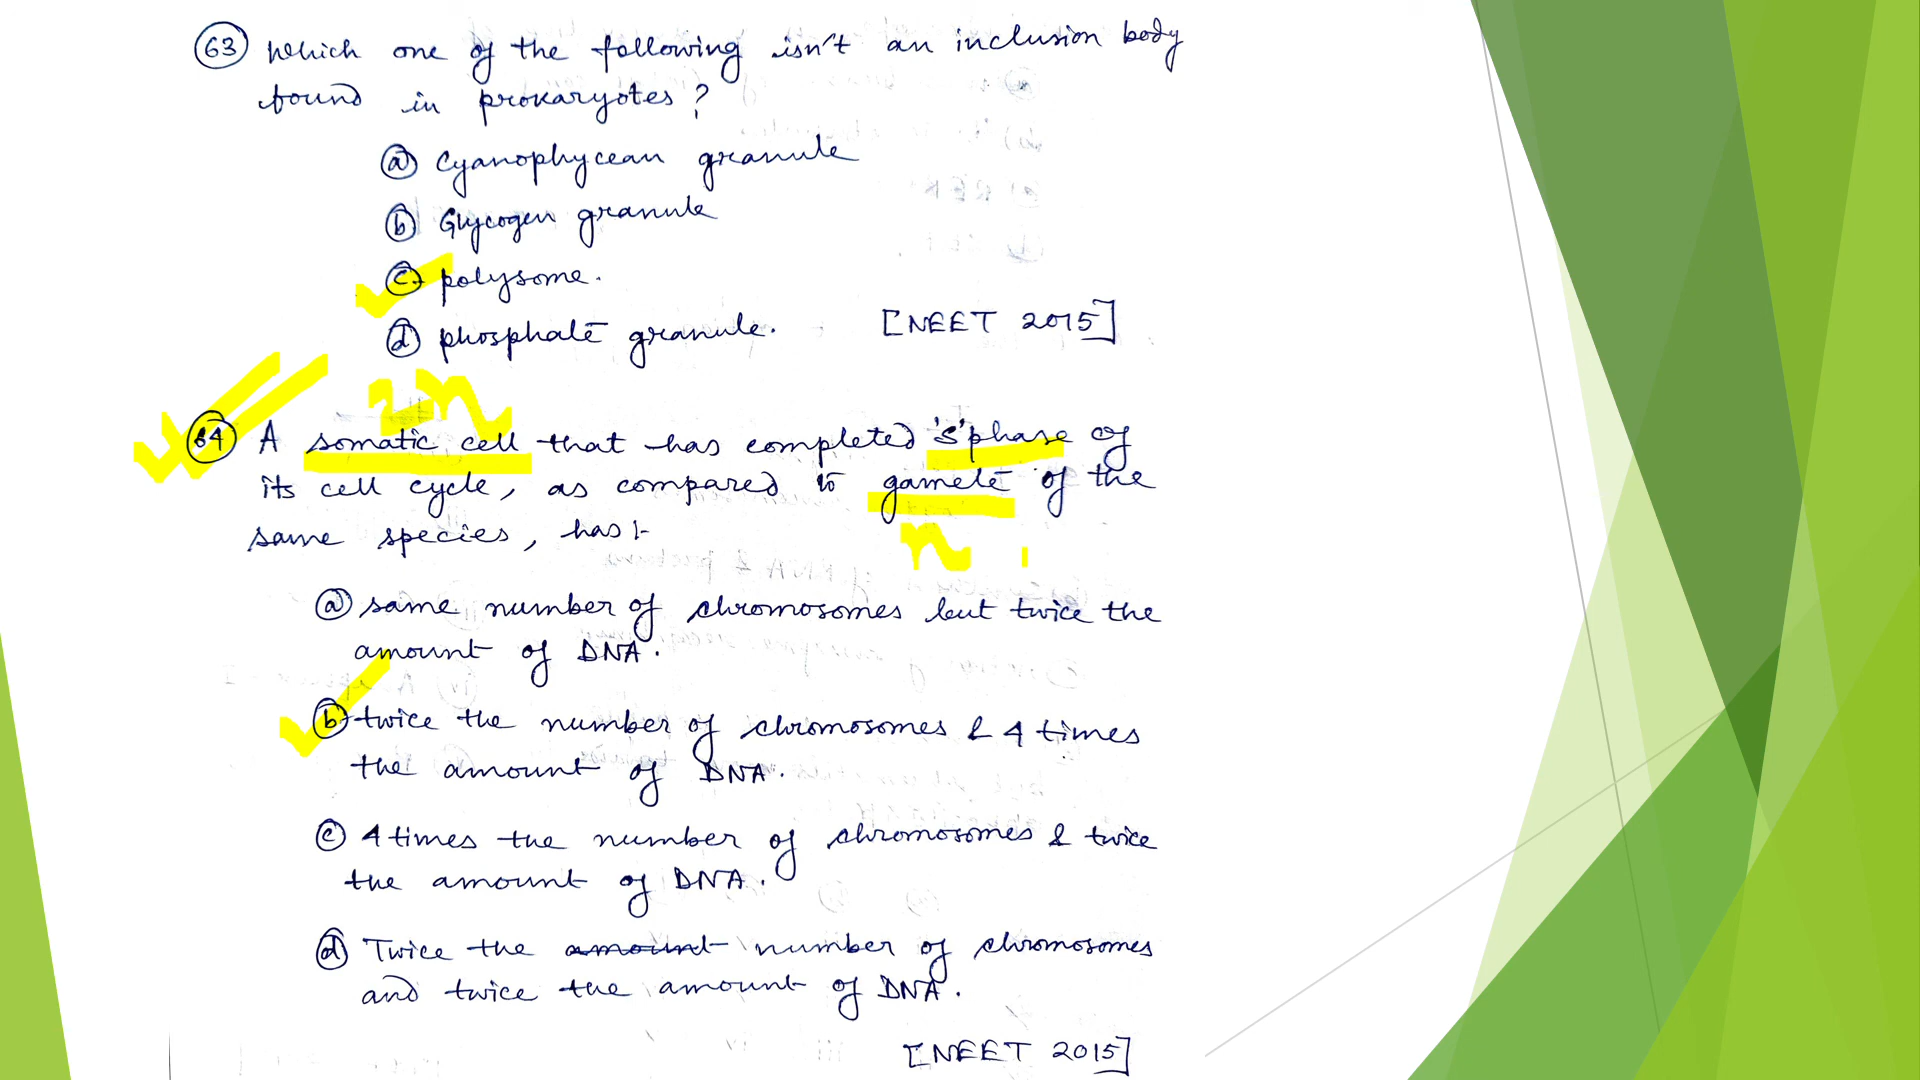 63 Which one of the following isn't an inclusion body
found in prokaryotes?
a cyanophycean granule
b Glycogen granule
c polysome.
d phosphate granule. [NEET 2015]
2n
64 A somatic cell that has completed 'S' phase of
its cell cycle, as compared to gamete of the
same species, has :-
n
a same number of chromosomes but twice the
amount of DNA.
b twice the number of chromosomes & 4 times
the amount of DNA.
c 4 times the number of chromosomes & twice
the amount of DNA.
d Twice the amount number of chromosomes
and twice the amount of DNA.
[NEET 2015]